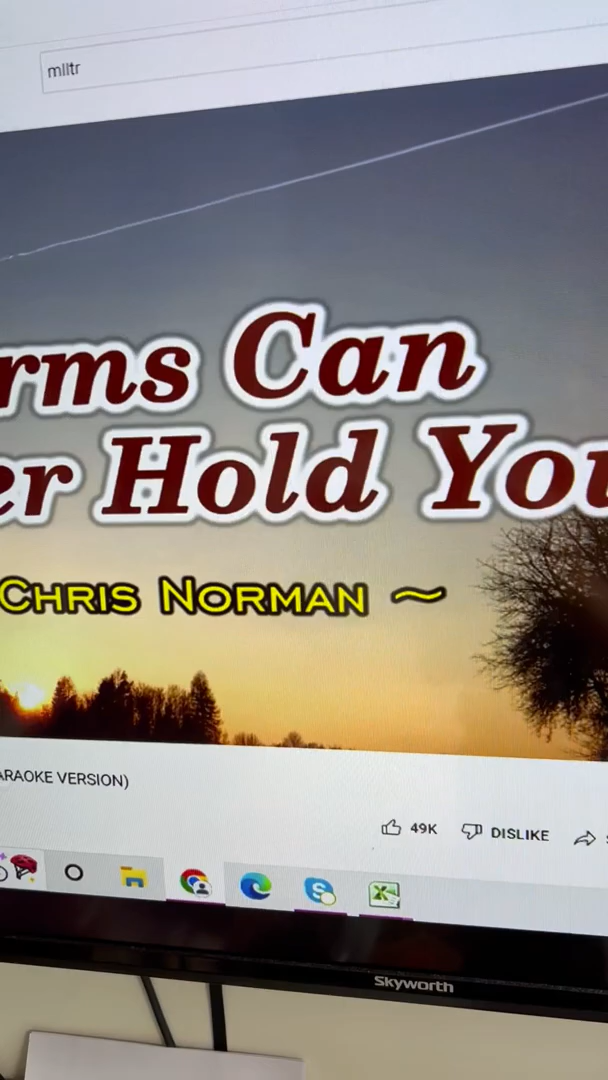 mlltr
rms Can
er Hold You
CHRIS NORMAN ~
ARAOKE VERSION)
49K DISLIKE
Skyworth